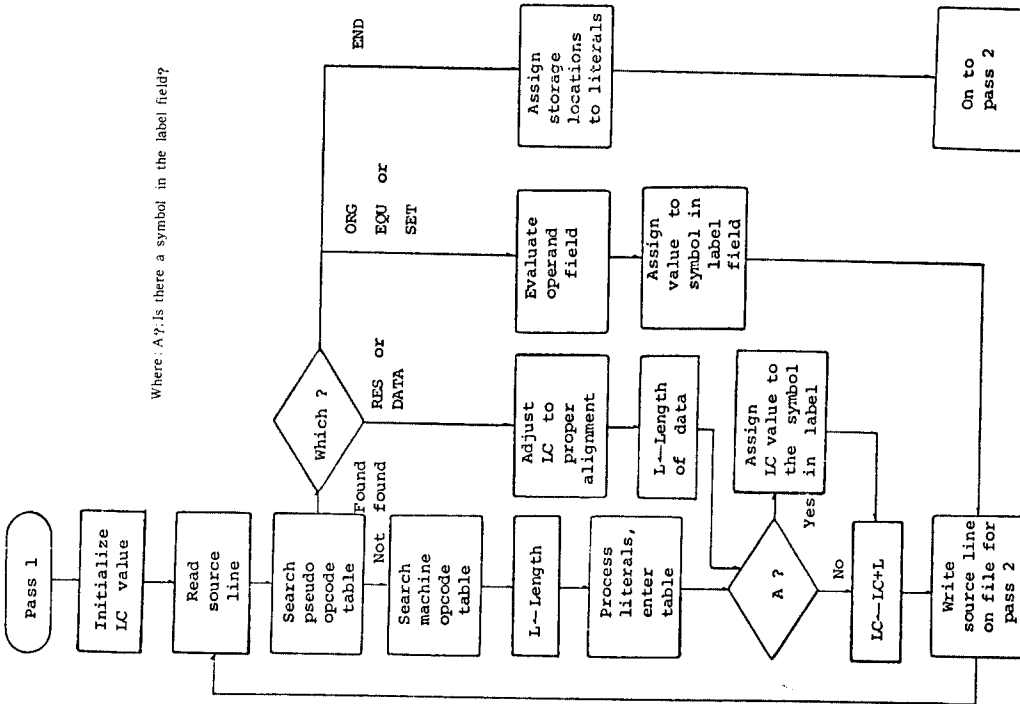 Pass 1
Initialize
LC value
Read
source
line
Search
pseudo
opcode
table
Found
Not found
Search
machine
opcode
table
L←Length
Process
literals,
enter
table
A ?
Yes
No
LC←LC+L
Write
source line
on file for
pass 2
Which ?
RES or
DATA
Adjust
LC to
proper
alignment
L←Length
of data
Assign
LC value to
the symbol
in label
ORG
EQU or
SET
Evaluate
operand
field
Assign
value to
symbol in
label
field
END
Assign
storage
locations
to literals
On to
pass 2
Where: A?:Is there a symbol in the label field?